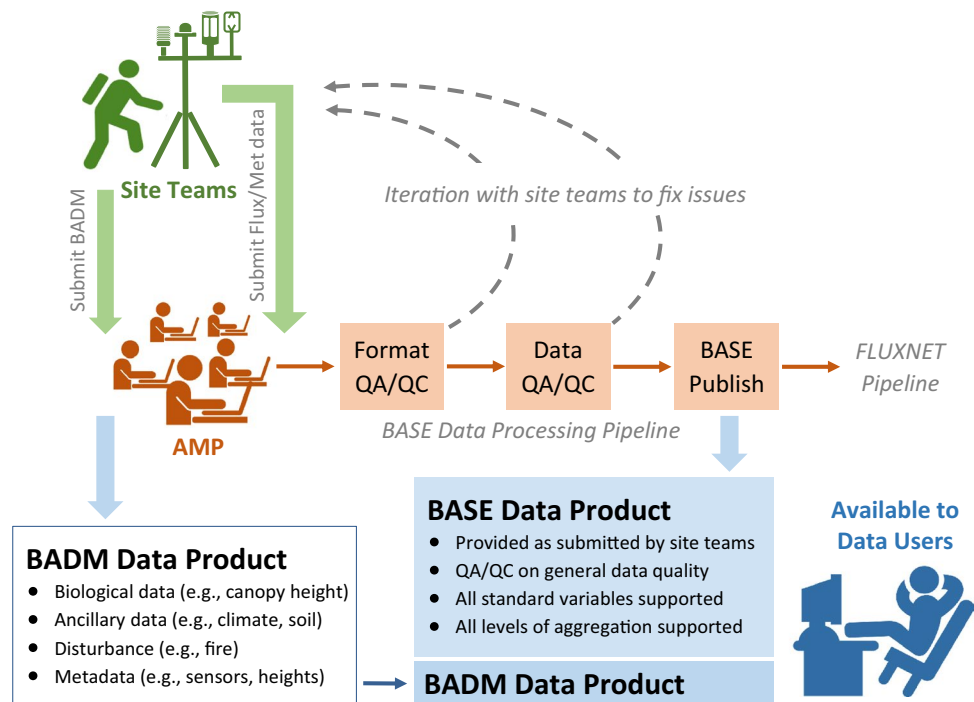 Site Teams
Submit BADM
Submit Flux/Met data
Iteration with site teams to fix issues
AMP
Format
QA/QC
Data
QA/QC
BASE
Publish
FLUXNET
Pipeline
BASE Data Processing Pipeline
BADM Data Product
• Biological data (e.g., canopy height)
• Ancillary data (e.g., climate, soil)
• Disturbance (e.g., fire)
• Metadata (e.g., sensors, heights)
BASE Data Product
• Provided as submitted by site teams
• QA/QC on general data quality
• All standard variables supported
• All levels of aggregation supported
BADM Data Product
Available to
Data Users